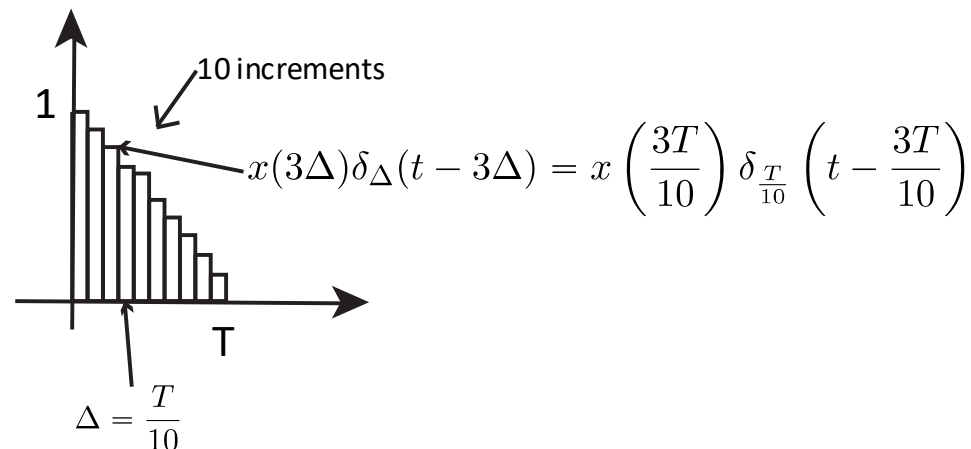 10 increments
1
x(3Δ)δ_Δ(t − 3Δ) = x(3T/10) δ_{T/10} (t − 3T/10)
T
Δ = T/10